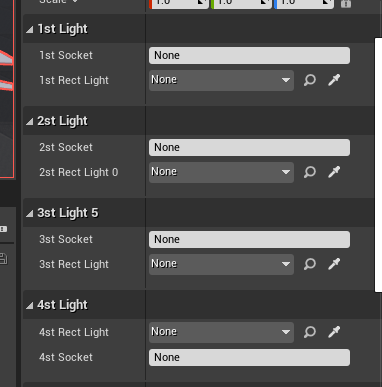 Scale
1.0 1.0 1.0
1st Light
1st Socket None
1st Rect Light None
2st Light
2st Socket None
2st Rect Light 0 None
3st Light 5
3st Socket None
3st Rect Light None
4st Light
4st Rect Light None
4st Socket None